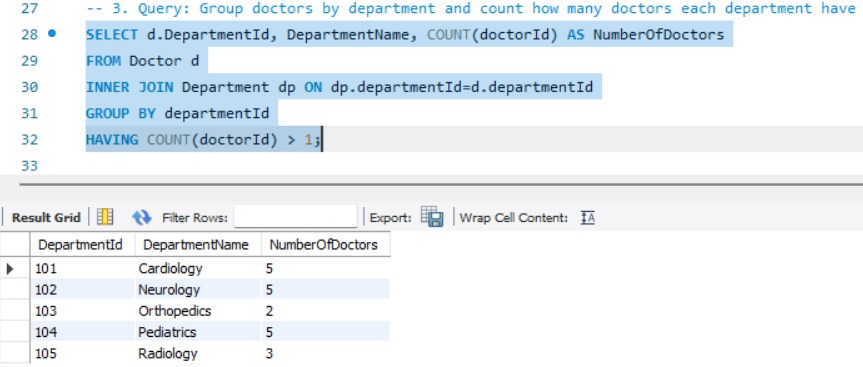 27 -- 3. Query: Group doctors by department and count how many doctors each department have
28 SELECT d.DepartmentId, DepartmentName, COUNT(doctorId) AS NumberOfDoctors
29 FROM Doctor d
30 INNER JOIN Department dp ON dp.departmentId=d.departmentId
31 GROUP BY departmentId
32 HAVING COUNT(doctorId) > 1;
33
Result Grid Filter Rows: Export: Wrap Cell Content:
DepartmentId DepartmentName NumberOfDoctors
101 Cardiology 5
102 Neurology 5
103 Orthopedics 2
104 Pediatrics 5
105 Radiology 3